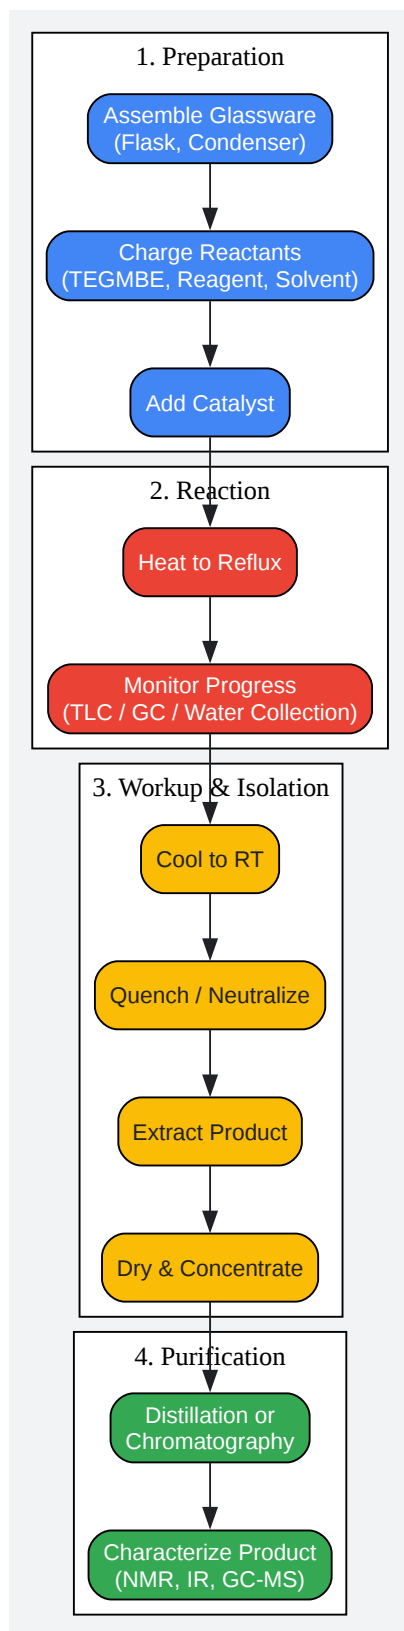 1. Preparation
Assemble Glassware
(Flask, Condenser)
Charge Reactants
(TEGMBE, Reagent, Solvent)
Add Catalyst
2. Reaction
Heat to Reflux
Monitor Progress
(TLC / GC / Water Collection)
3. Workup & Isolation
Cool to RT
Quench / Neutralize
Extract Product
Dry & Concentrate
4. Purification
Distillation or
Chromatography
Characterize Product
(NMR, IR, GC-MS)